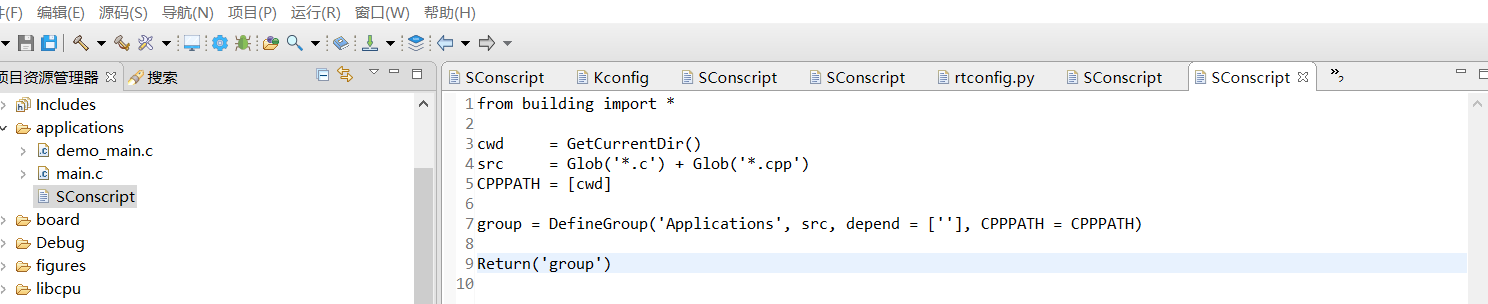 件(F) 编辑(E) 源码(S) 导航(N) 项目(P) 运行(R) 窗口(W) 帮助(H)
项目资源管理器 搜索
Includes
applications
demo_main.c
main.c
SConscript
board
Debug
figures
libcpu
SConscript Kconfig SConscript SConscript rtconfig.py SConscript SConscript »2
1 from building import *
2
3 cwd     = GetCurrentDir()
4 src     = Glob('*.c') + Glob('*.cpp')
5 CPPPATH = [cwd]
6
7 group = DefineGroup('Applications', src, depend = [''], CPPPATH = CPPPATH)
8
9 Return('group')
10